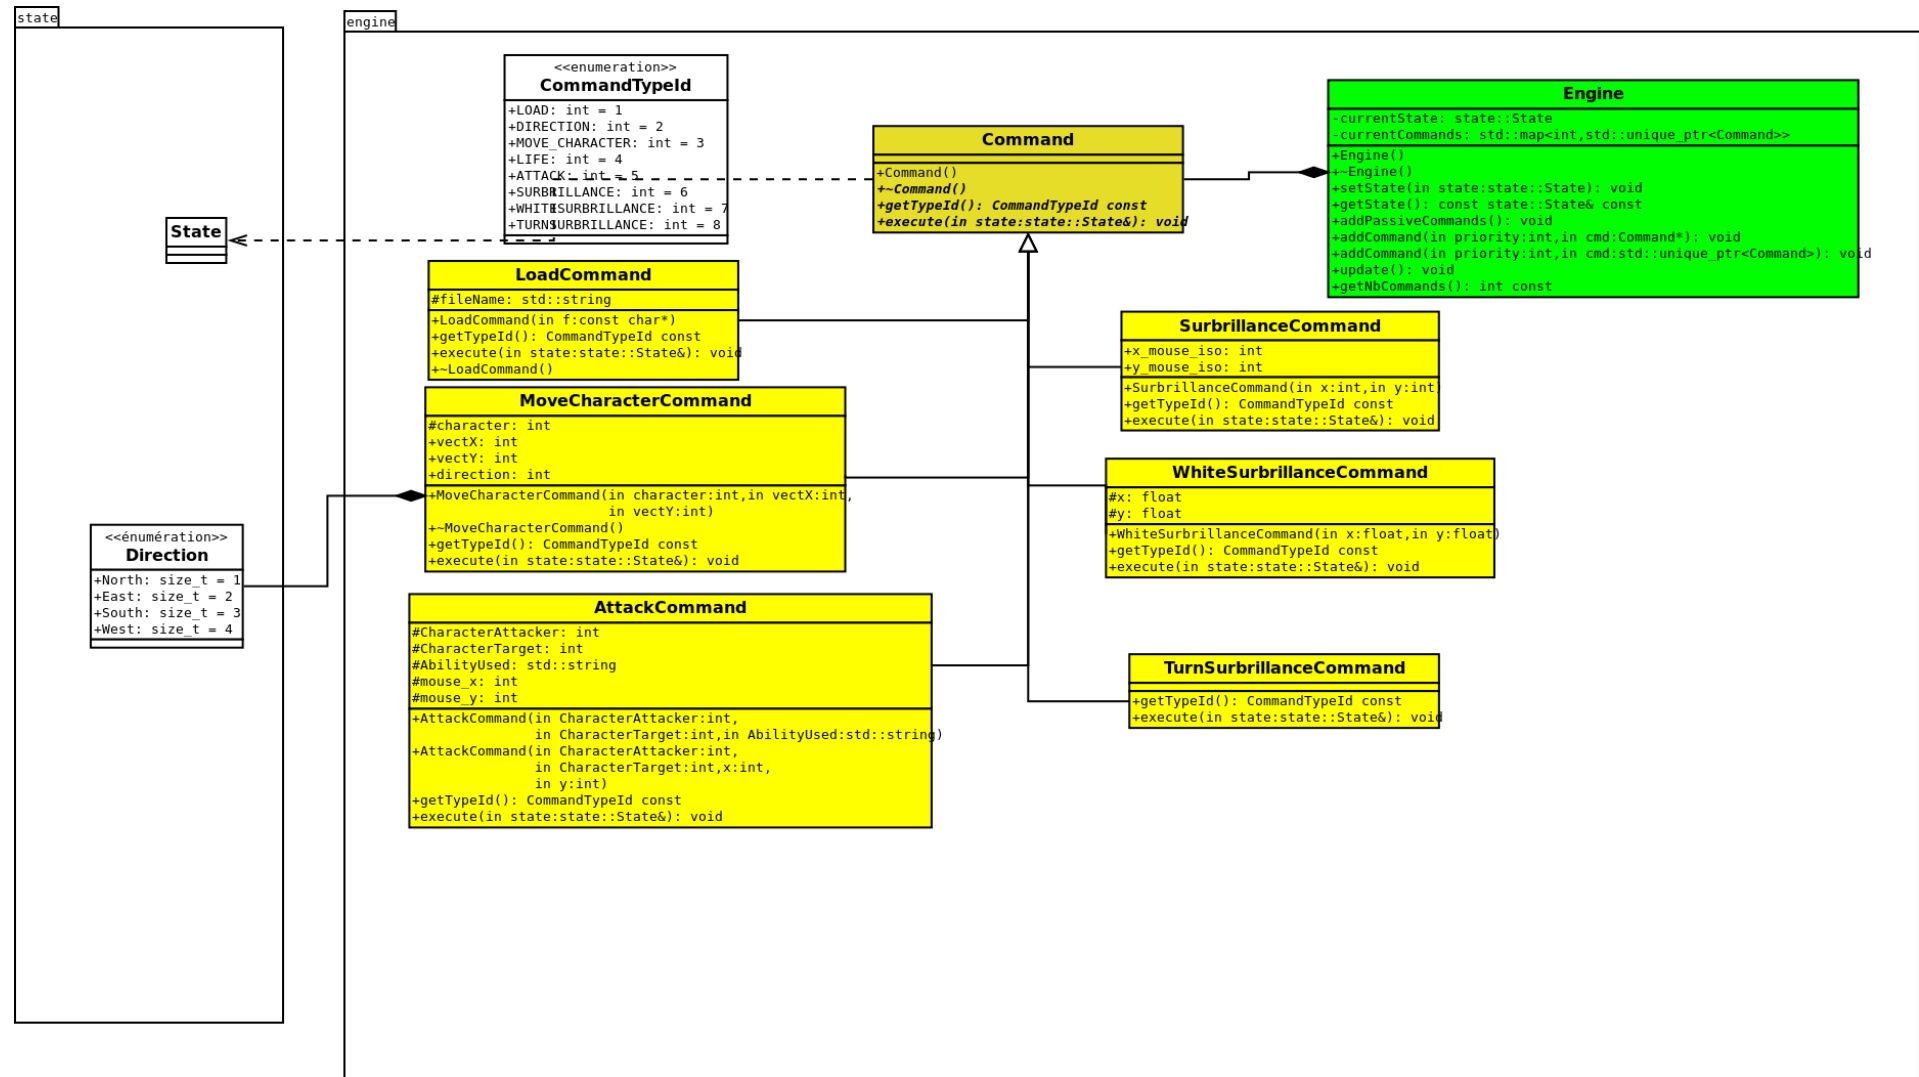 state
State
<<énumération>>
Direction
+North: size_t = 1
+East: size_t = 2
+South: size_t = 3
+West: size_t = 4
engine
<<enumeration>>
CommandTypeId
+LOAD: int = 1
+DIRECTION: int = 2
+MOVE_CHARACTER: int = 3
+LIFE: int = 4
+ATTACK: int = 5
+SURBRILLANCE: int = 6
+WHITESURBRILLANCE: int = 7
+TURNSURBRILLANCE: int = 8
Command
+Command()
+~Command()
+getTypeId(): CommandTypeId const
+execute(in state:state::State&): void
Engine
-currentState: state::State
-currentCommands: std::map<int,std::unique_ptr<Command>>
+Engine()
+~Engine()
+setState(in state:state::State): void
+getState(): const state::State& const
+addPassiveCommands(): void
+addCommand(in priority:int,in cmd:Command*): void
+addCommand(in priority:int,in cmd:std::unique_ptr<Command>): void
+update(): void
+getNbCommands(): int const
LoadCommand
#fileName: std::string
+LoadCommand(in f:const char*)
+getTypeId(): CommandTypeId const
+execute(in state:state::State&): void
+~LoadCommand()
MoveCharacterCommand
#character: int
+vectX: int
+vectY: int
+direction: int
+MoveCharacterCommand(in character:int,in vectX:int,
in vectY:int)
+~MoveCharacterCommand()
+getTypeId(): CommandTypeId const
+execute(in state:state::State&): void
AttackCommand
#CharacterAttacker: int
#CharacterTarget: int
#AbilityUsed: std::string
#mouse_x: int
#mouse_y: int
+AttackCommand(in CharacterAttacker:int,
in CharacterTarget:int,in AbilityUsed:std::string)
+AttackCommand(in CharacterAttacker:int,
in CharacterTarget:int,x:int,
in y:int)
+getTypeId(): CommandTypeId const
+execute(in state:state::State&): void
SurbrillanceCommand
+x_mouse_iso: int
+y_mouse_iso: int
+SurbrillanceCommand(in x:int,in y:int)
+getTypeId(): CommandTypeId const
+execute(in state:state::State&): void
WhiteSurbrillanceCommand
#x: float
#y: float
+WhiteSurbrillanceCommand(in x:float,in y:float)
+getTypeId(): CommandTypeId const
+execute(in state:state::State&): void
TurnSurbrillanceCommand
+getTypeId(): CommandTypeId const
+execute(in state:state::State&): void